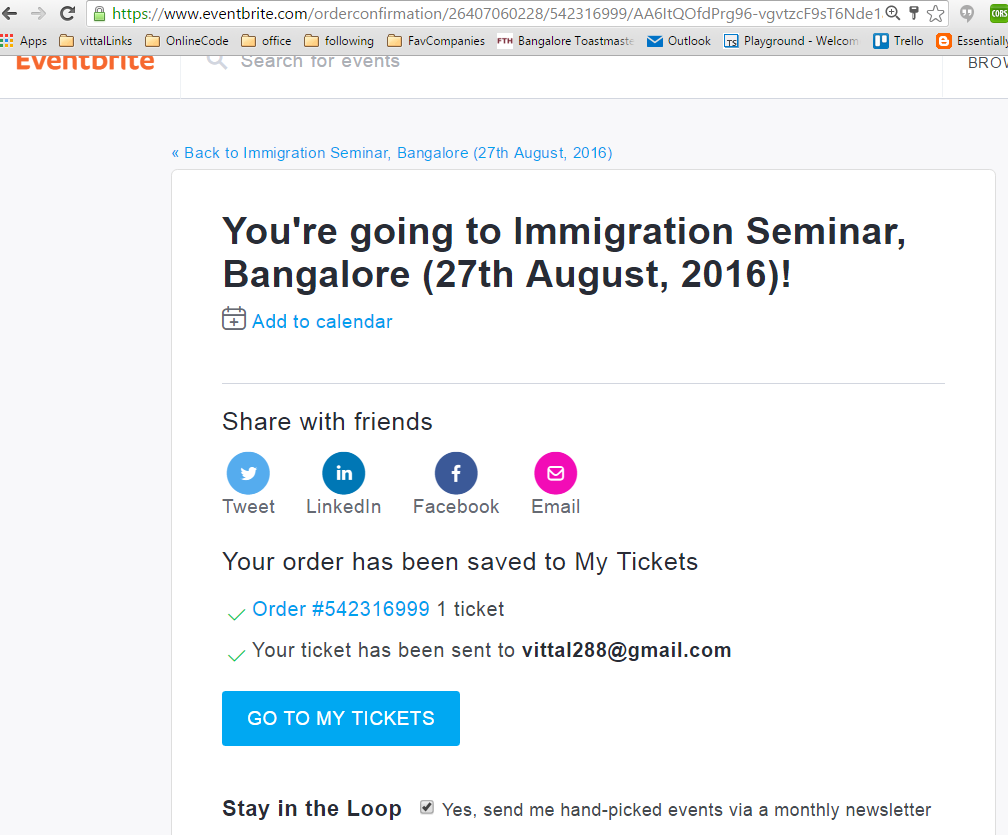 https://www.eventbrite.com/orderconfirmation/26407060228/542316999/AA6ItQOfdPrg96-vgvtzcF9sT6Nde1
CORS
Apps vittalLinks OnlineCode office following FavCompanies FTH Bangalore Toastmaste Outlook TS Playground - Welcom Trello Essentially
Eventbrite Search for events BROW
« Back to Immigration Seminar, Bangalore (27th August, 2016)
You're going to Immigration Seminar,
Bangalore (27th August, 2016)!
Add to calendar
Share with friends
Tweet LinkedIn Facebook Email
Your order has been saved to My Tickets
Order #542316999 1 ticket
Your ticket has been sent to vittal288@gmail.com
GO TO MY TICKETS
Stay in the Loop Yes, send me hand-picked events via a monthly newsletter